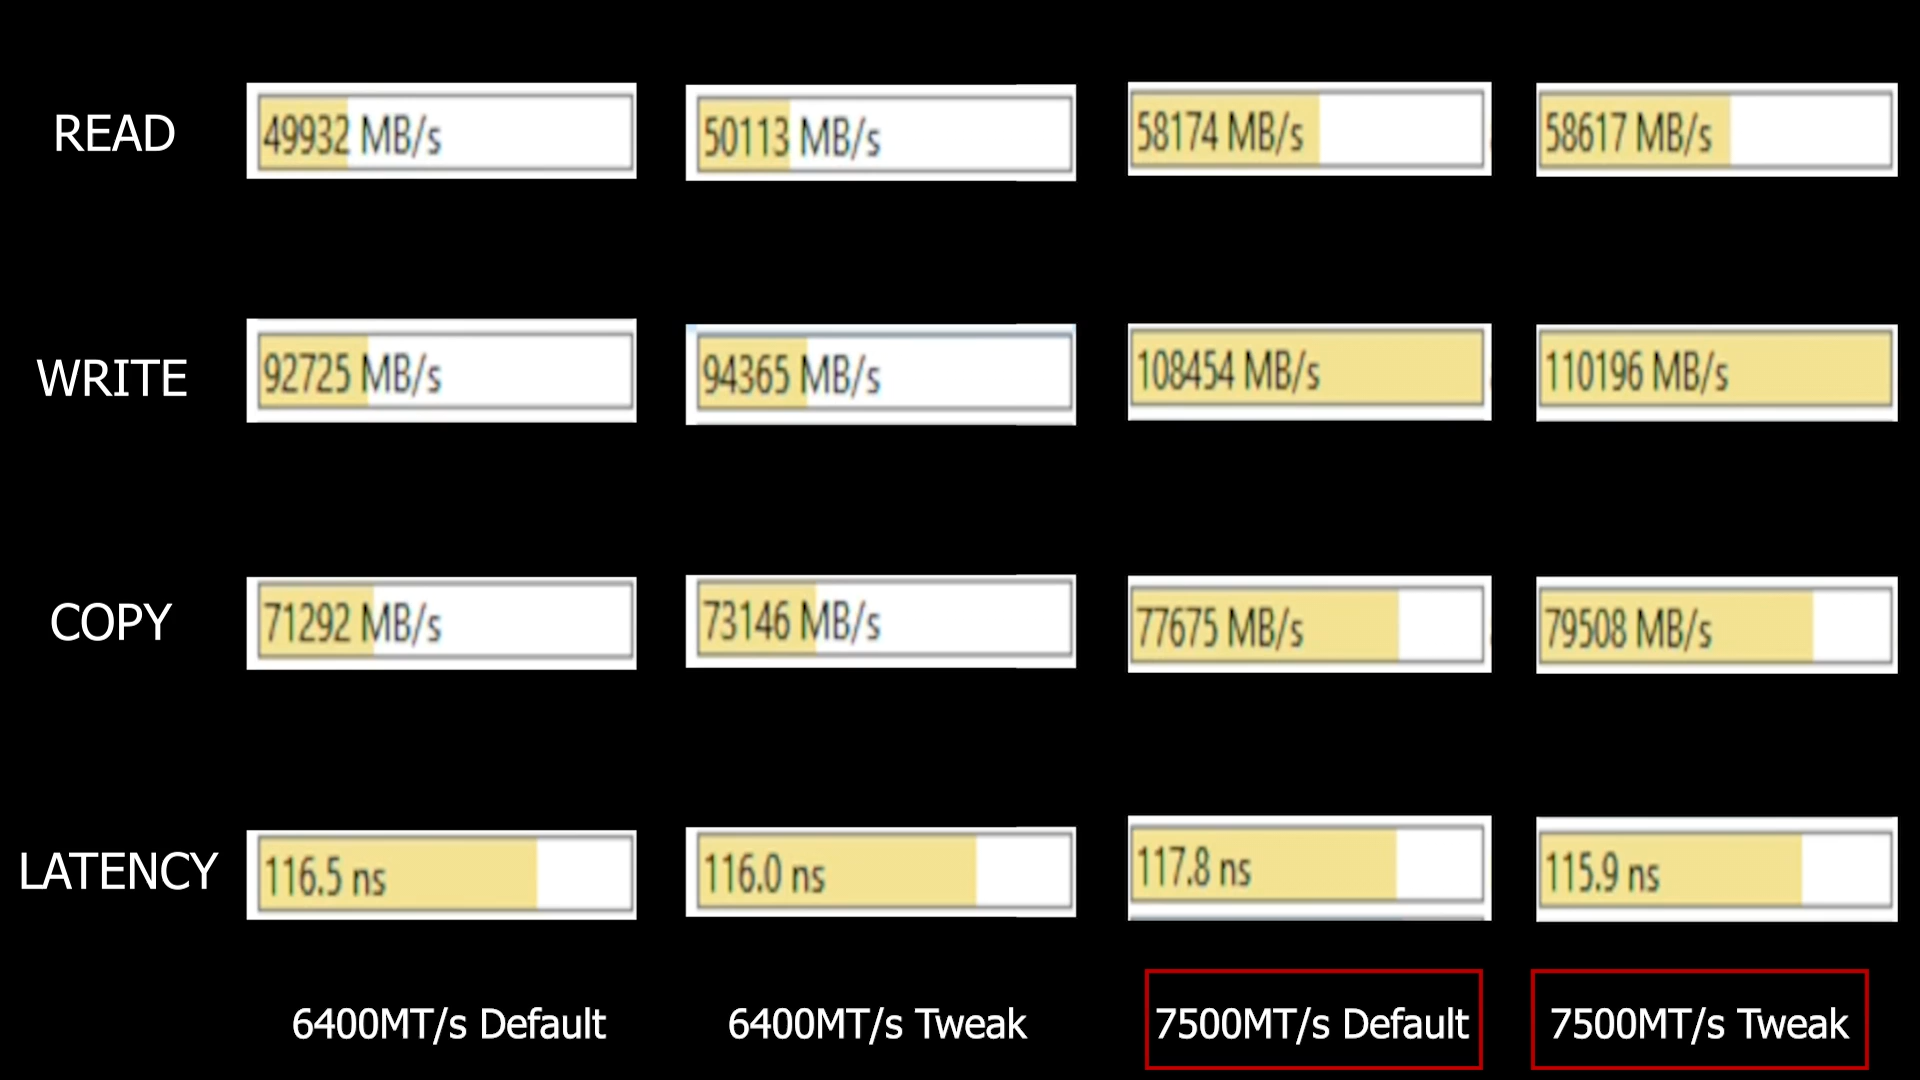 READ
49932 MB/s
50113 MB/s
58174 MB/s
58617 MB/s
WRITE
92725 MB/s
94365 MB/s
108454 MB/s
110196 MB/s
COPY
71292 MB/s
73146 MB/s
77675 MB/s
79508 MB/s
LATENCY
116.5 ns
116.0 ns
117.8 ns
115.9 ns
6400MT/s Default
6400MT/s Tweak
7500MT/s Default
7500MT/s Tweak